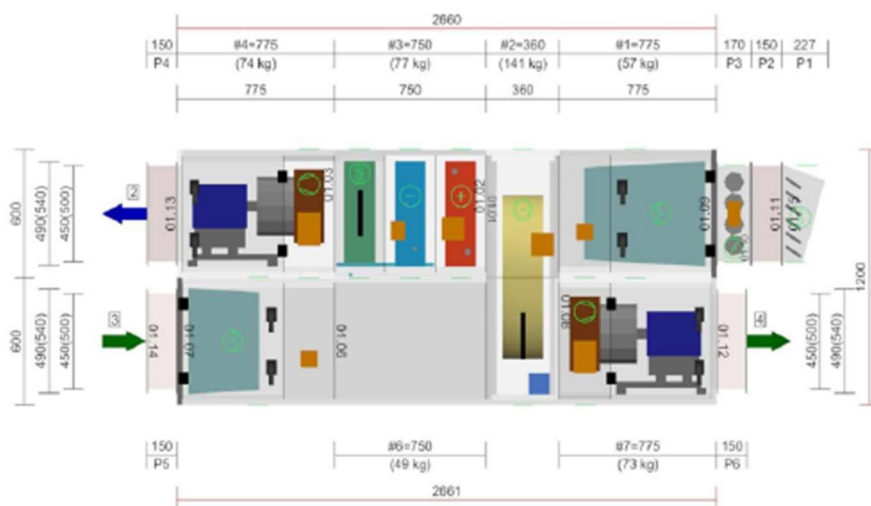 2660
150 #4=775 #3=750 #2=360 #1=775 170 150 227
P4 (74 kg) (77 kg) (141 kg) (57 kg) P3 P2 P1
775 750 360 775
600 490(540) 450(500)
2 01.13 01.03 01.02 01.01 01.09 01.11
1200
600 490(540) 450(500)
3 01.14 01.07 01.06 01.08 01.12 4 450(500) 490(540)
150 #6=750 #7=775 150
P5 (49 kg) (73 kg) P6
2661